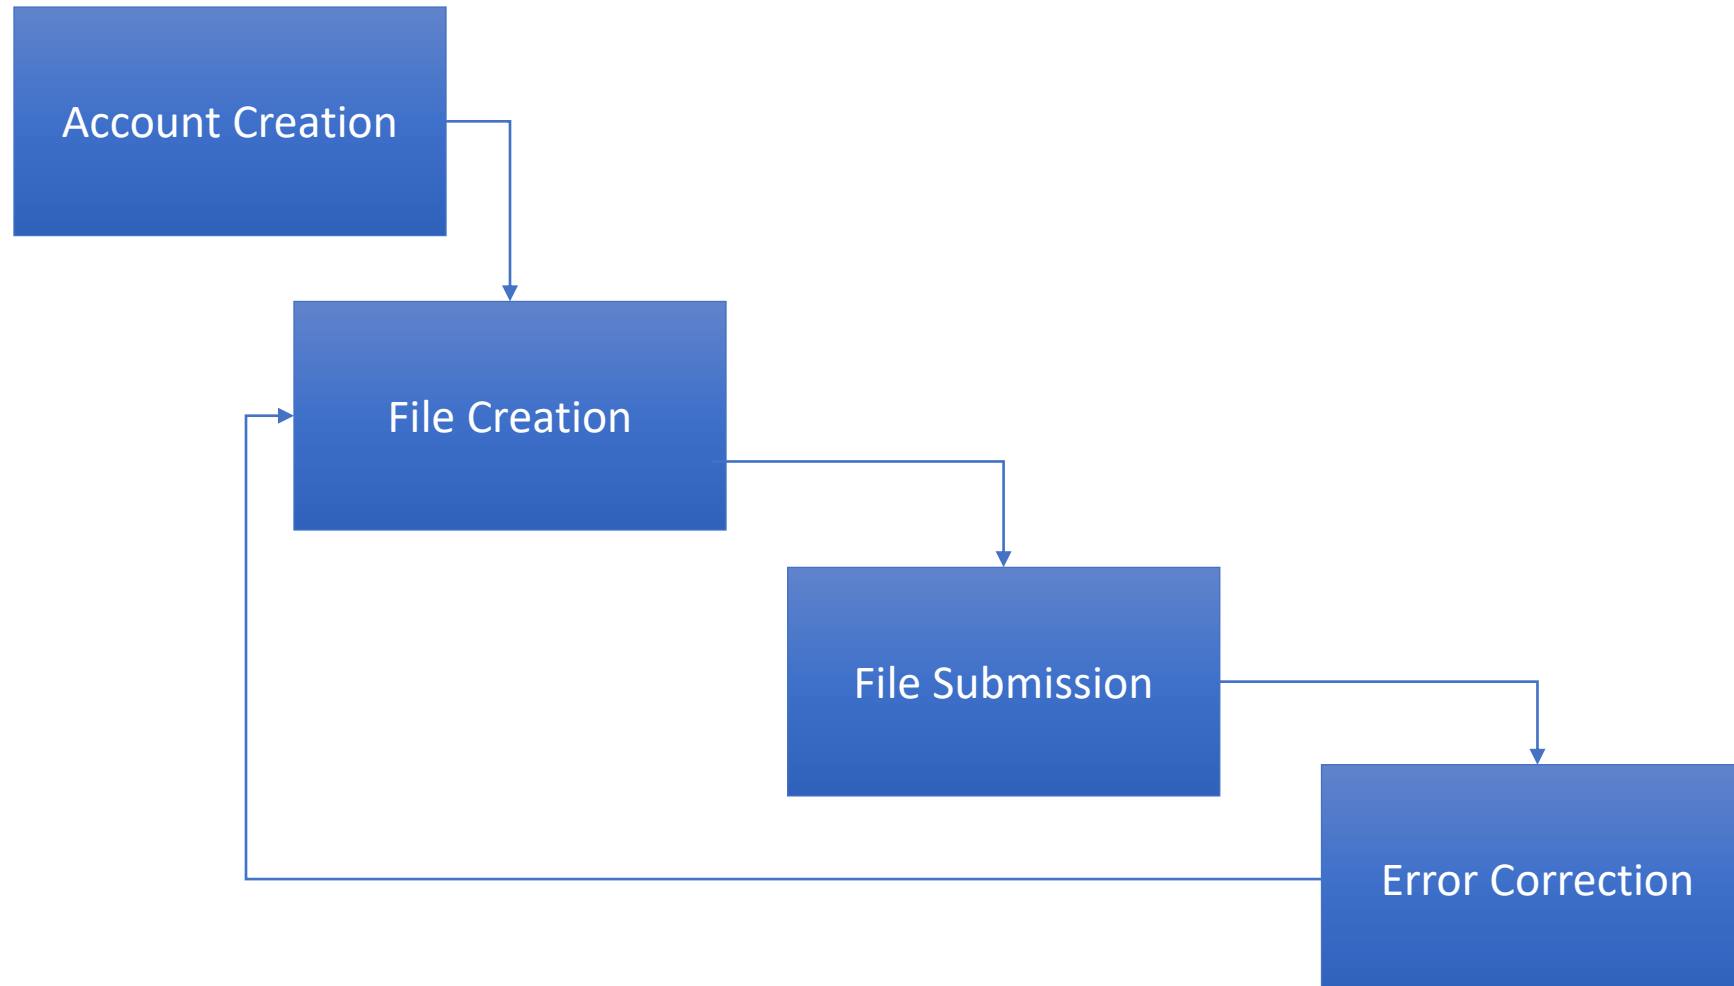 Account Creation
File Creation
File Submission
Error Correction